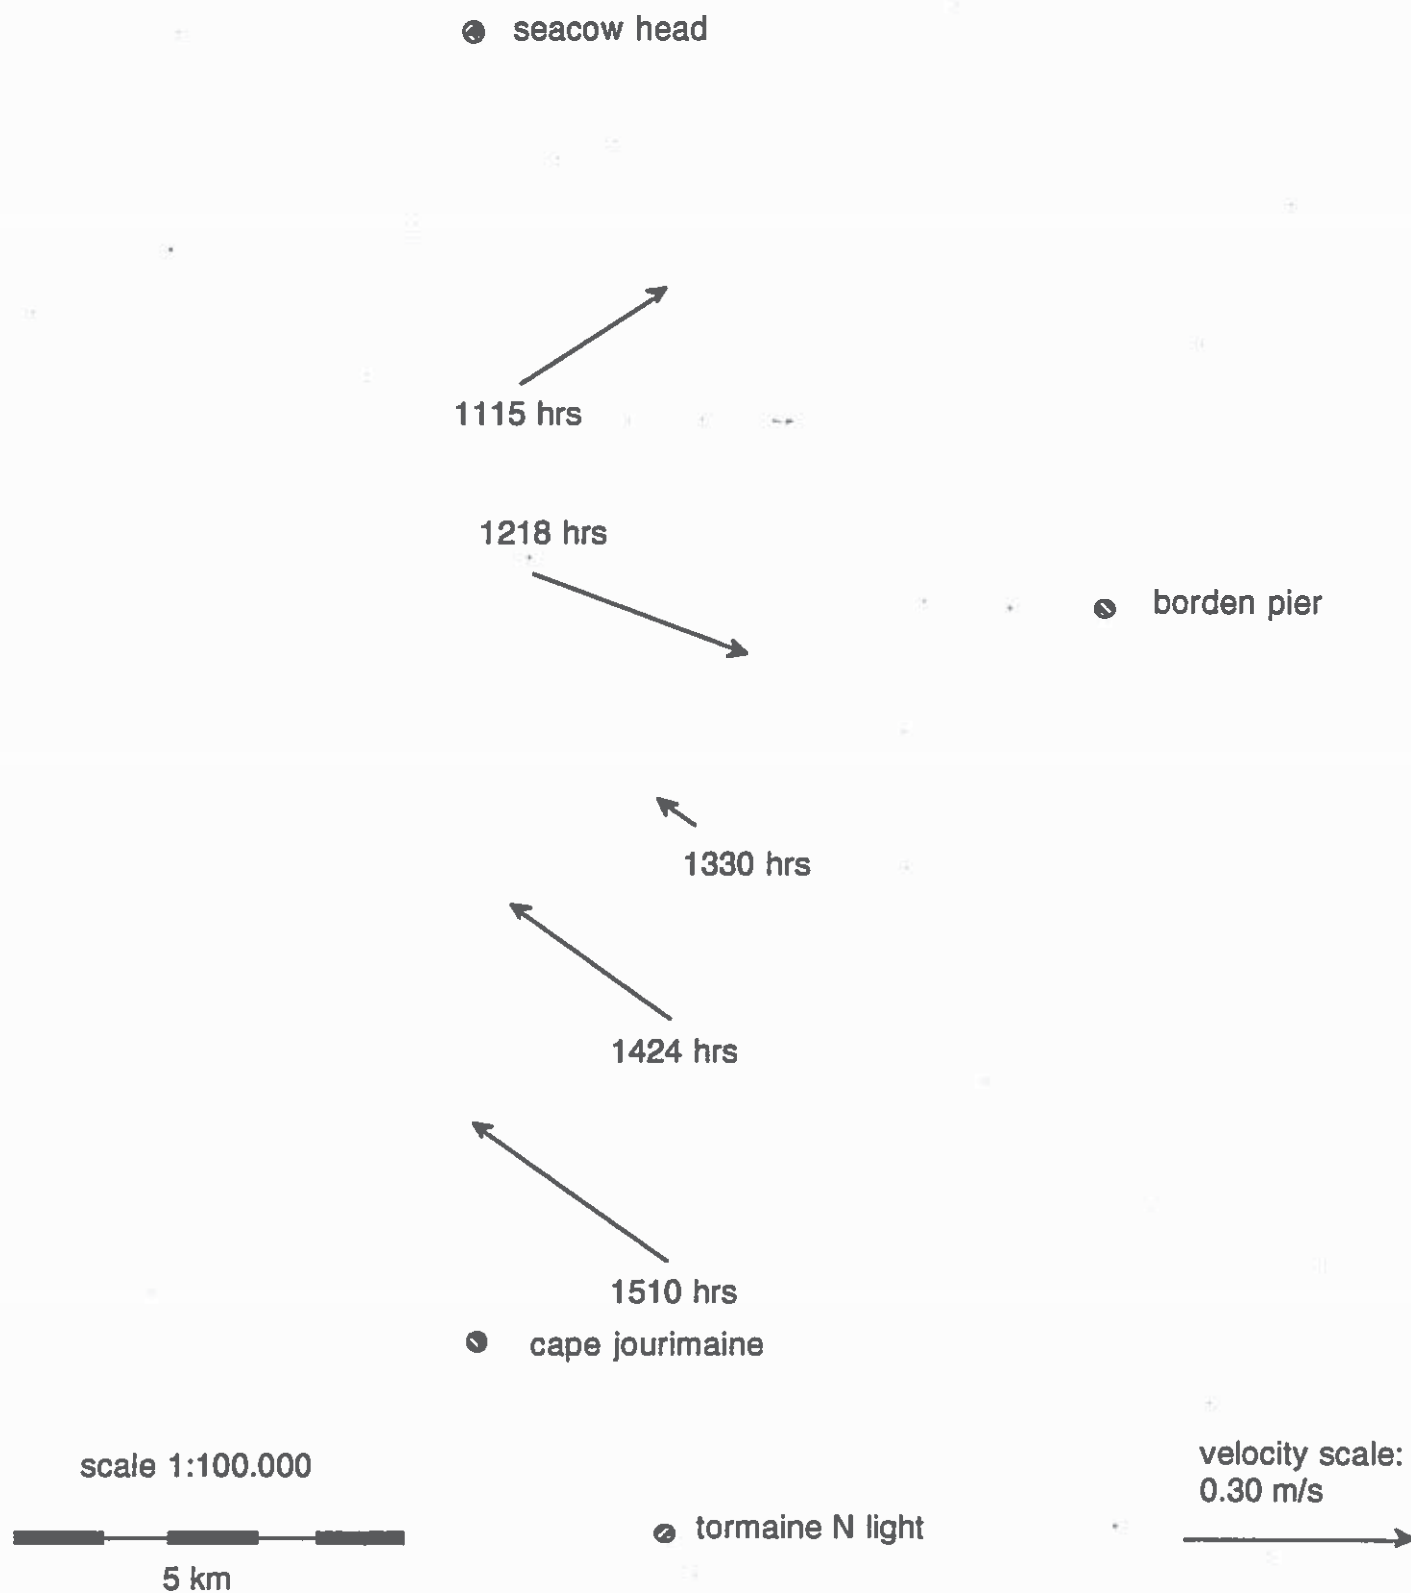 seacow head
1115 hrs
1218 hrs
borden pier
1330 hrs
1424 hrs
1510 hrs
cape jourimaine
scale 1:100.000
5 km
tormaine N light
velocity scale:
0.30 m/s